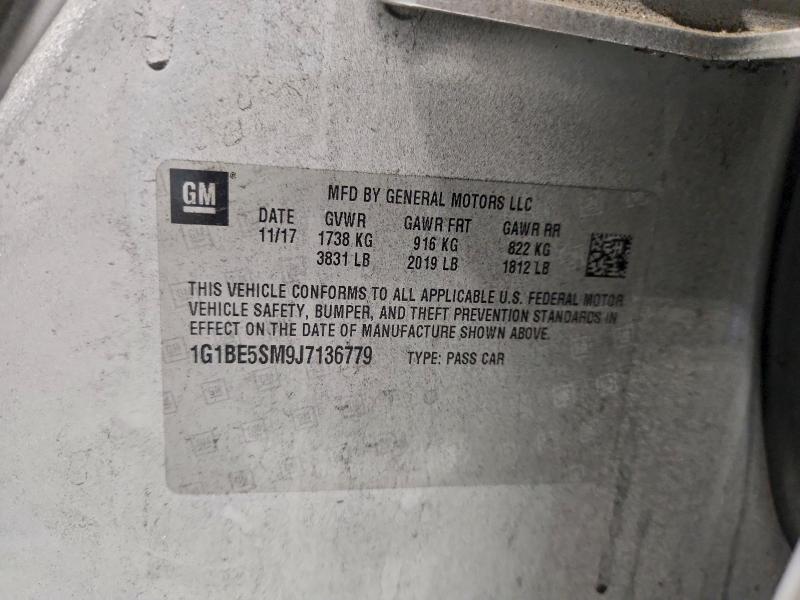 GM
MFD BY GENERAL MOTORS LLC
DATE GVWR GAWR FRT GAWR RR
11/17 1738 KG 916 KG 822 KG
3831 LB 2019 LB 1812 LB
THIS VEHICLE CONFORMS TO ALL APPLICABLE U.S. FEDERAL MOTOR
VEHICLE SAFETY, BUMPER, AND THEFT PREVENTION STANDARDS IN
EFFECT ON THE DATE OF MANUFACTURE SHOWN ABOVE.
1G1BE5SM9J7136779 TYPE: PASS CAR